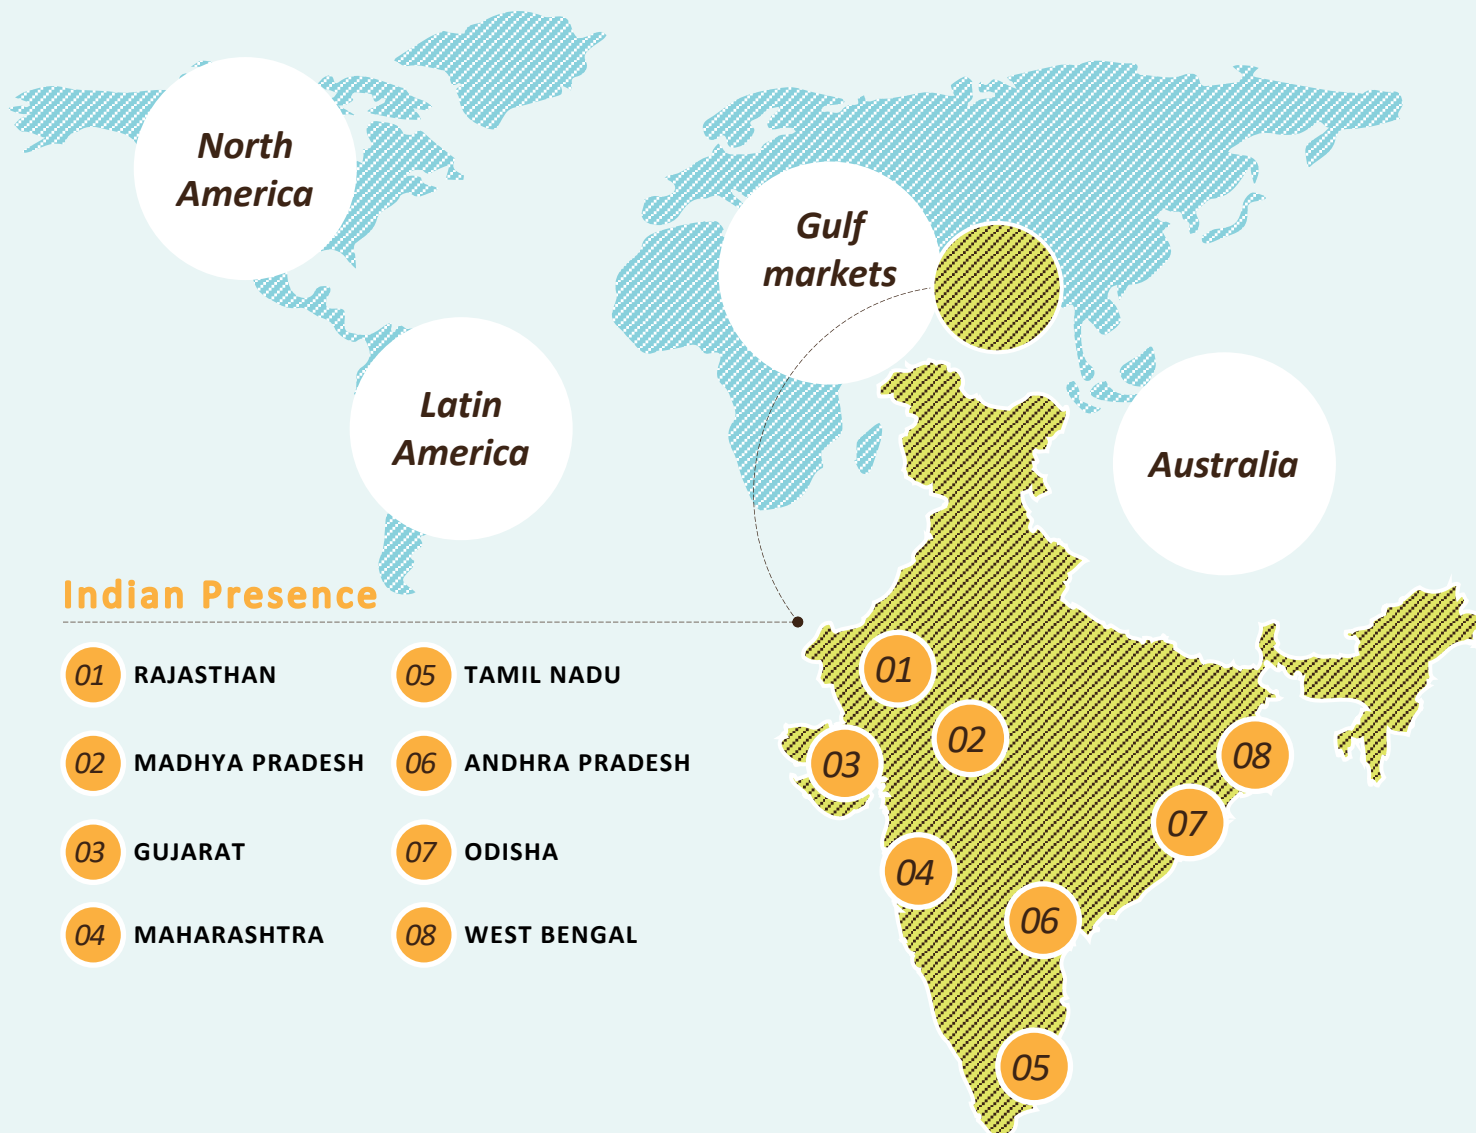 North
America
Gulf
markets
Latin
America
Australia
Indian Presence
01 RAJASTHAN
02 MADHYA PRADESH
03 GUJARAT
04 MAHARASHTRA
05 TAMIL NADU
06 ANDHRA PRADESH
07 ODISHA
08 WEST BENGAL
01
02
03
08
07
04
06
05